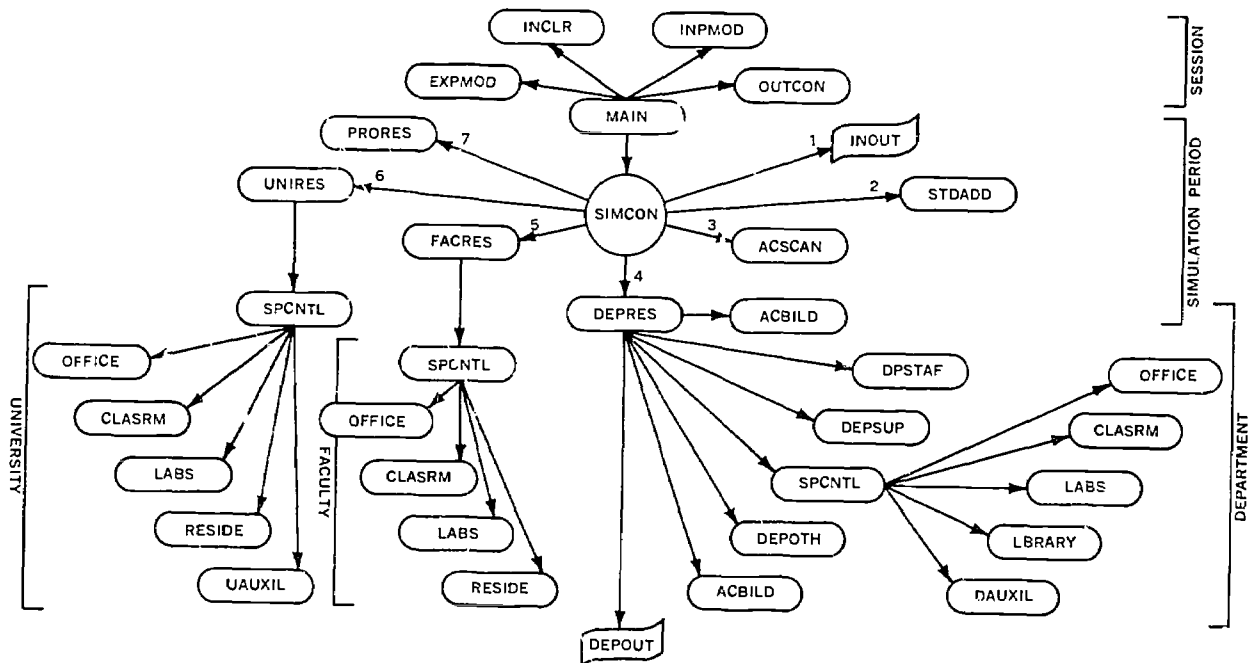 INCLR
INPMOD
EXPMOD
OUTCON
MAIN
SESSION
PRORES
7
1
INOUT
UNIRES
6
2
STDADD
SIMCON
FACRES
5
3
ACSCAN
4
SIMULATION PERIOD
SPCNTL
DEPRES
ACBILD
OFFICE
SPCNTL
DPSTAF
OFFICE
CLASRM
OFFICE
DEPSUP
CLASRM
UNIVERSITY
LABS
FACULTY
CLASRM
SPCNTL
LABS
DEPARTMENT
RESIDE
LABS
DEPOTH
LBRARY
UAUXIL
RESIDE
ACBILD
DAUXIL
DEPOUT